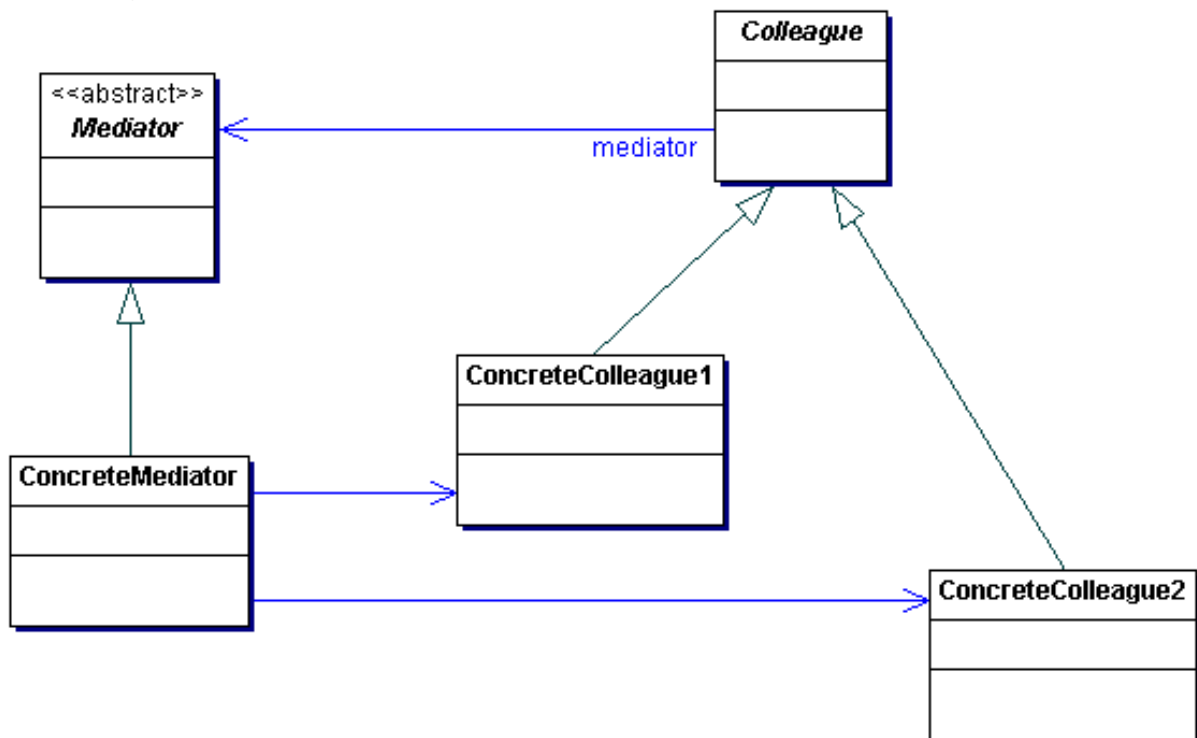 Colleague
<<abstract>>
Mediator
mediator
ConcreteColleague1
ConcreteMediator
ConcreteColleague2